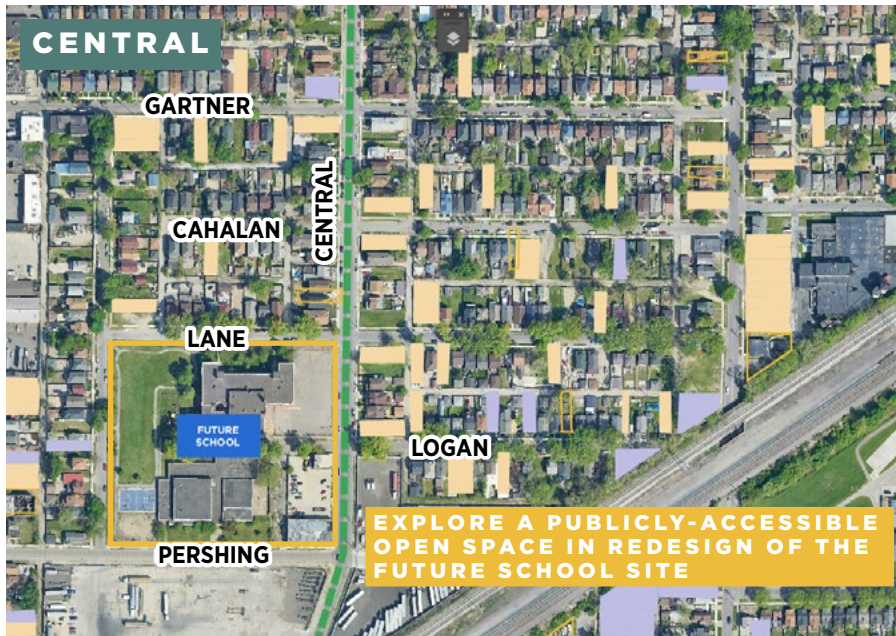 CENTRAL
GARTNER
CENTRAL
CAHALAN
LANE
FUTURE
SCHOOL
LOGAN
EXPLORE A PUBLICLY-ACCESSIBLE
OPEN SPACE IN REDESIGN OF THE
FUTURE SCHOOL SITE
PERSHING